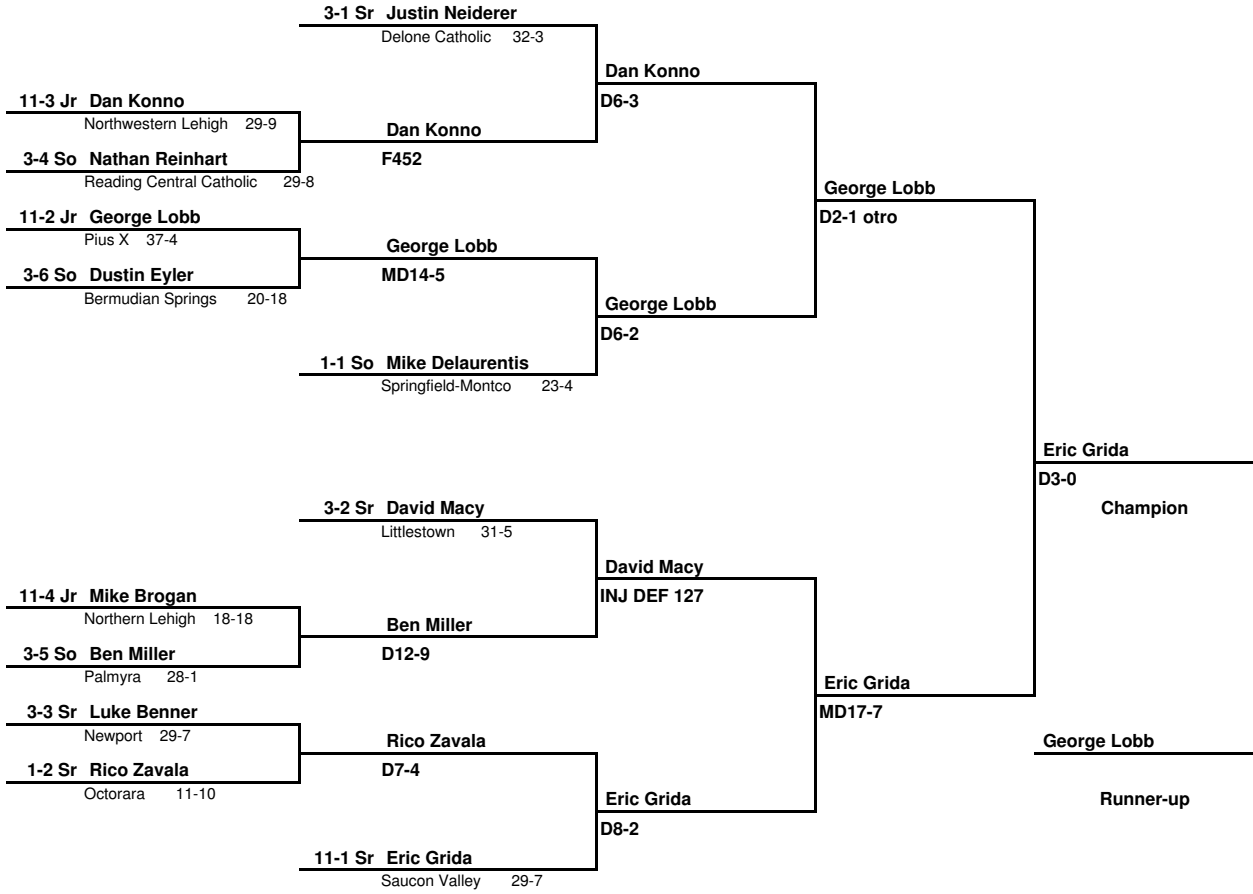 3-1 Sr Justin Neiderer
Delone Catholic 32-3
Dan Konno
D6-3
11-3 Jr Dan Konno
Northwestern Lehigh 29-9
Dan Konno
F452
3-4 So Nathan Reinhart
Reading Central Catholic 29-8
George Lobb
D2-1 otro
11-2 Jr George Lobb
Pius X 37-4
George Lobb
MD14-5
3-6 So Dustin Eyler
Bermudian Springs 20-18
George Lobb
D6-2
1-1 So Mike Delaurentis
Springfield-Montco 23-4
Eric Grida
D3-0
Champion
3-2 Sr David Macy
Littlestown 31-5
David Macy
INJ DEF 127
11-4 Jr Mike Brogan
Northern Lehigh 18-18
Ben Miller
D12-9
3-5 So Ben Miller
Palmyra 28-1
Eric Grida
MD17-7
3-3 Sr Luke Benner
Newport 29-7
Rico Zavala
D7-4
George Lobb
Runner-up
1-2 Sr Rico Zavala
Octorara 11-10
Eric Grida
D8-2
11-1 Sr Eric Grida
Saucon Valley 29-7